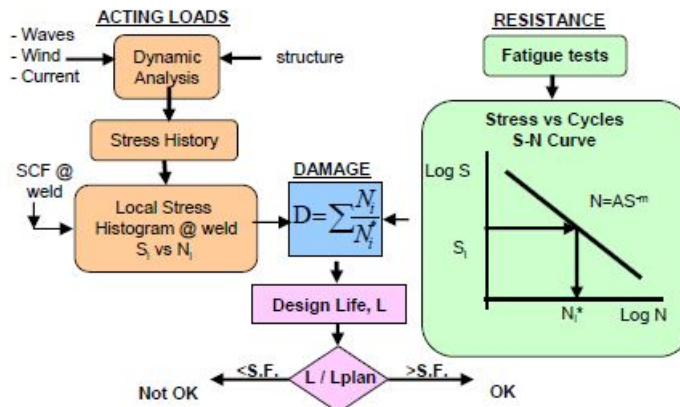 ACTING LOADS
- Waves
- Wind
- Current
Dynamic
Analysis
structure
Stress History
SCF @
weld
Local Stress
Histogram @ weld
Si vs Ni
DAMAGE
D=∑Ni/Ni*
Design Life, L
<S.F.
L / Lplan
>S.F.
Not OK
OK
RESISTANCE
Fatigue tests
Stress vs Cycles
S-N Curve
Log S
N=AS-m
Si
Ni*
Log N